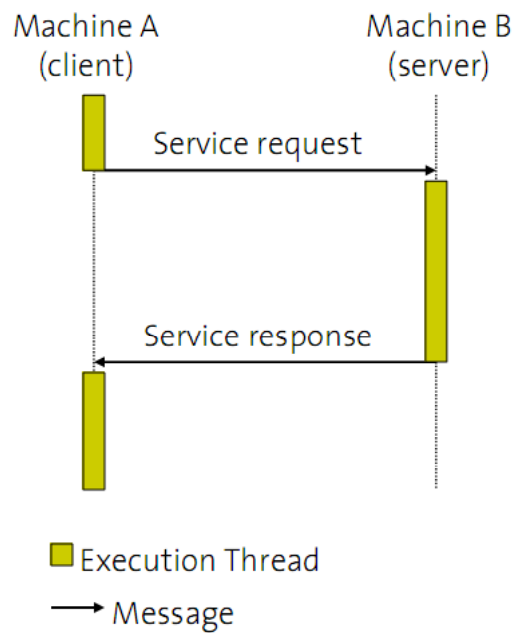 Machine A
(client)
Machine B
(server)
Service request
Service response
Execution Thread
Message